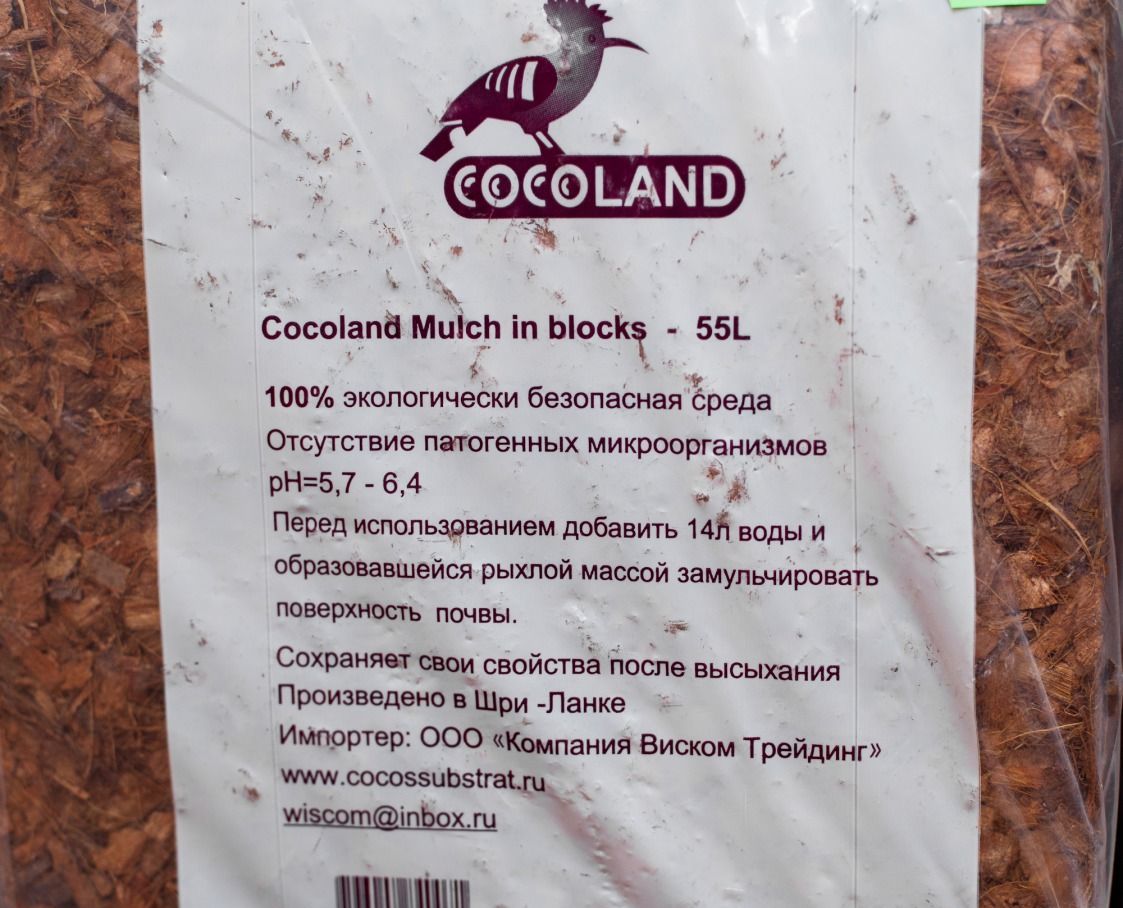 COCOLAND
Cocoland Mulch in blocks - 55L
100% экологически безопасная среда
Отсутствие патогенных микроорганизмов
pH=5,7 - 6,4
Перед использованием добавить 14л воды и
образовавшейся рыхлой массой замульчировать
поверхность почвы.
Сохраняет свои свойства после высыхания
Произведено в Шри -Ланке
Импортер: ООО «Компания Виском Трейдинг»
www.cocossubstrat.ru
wiscom@inbox.ru